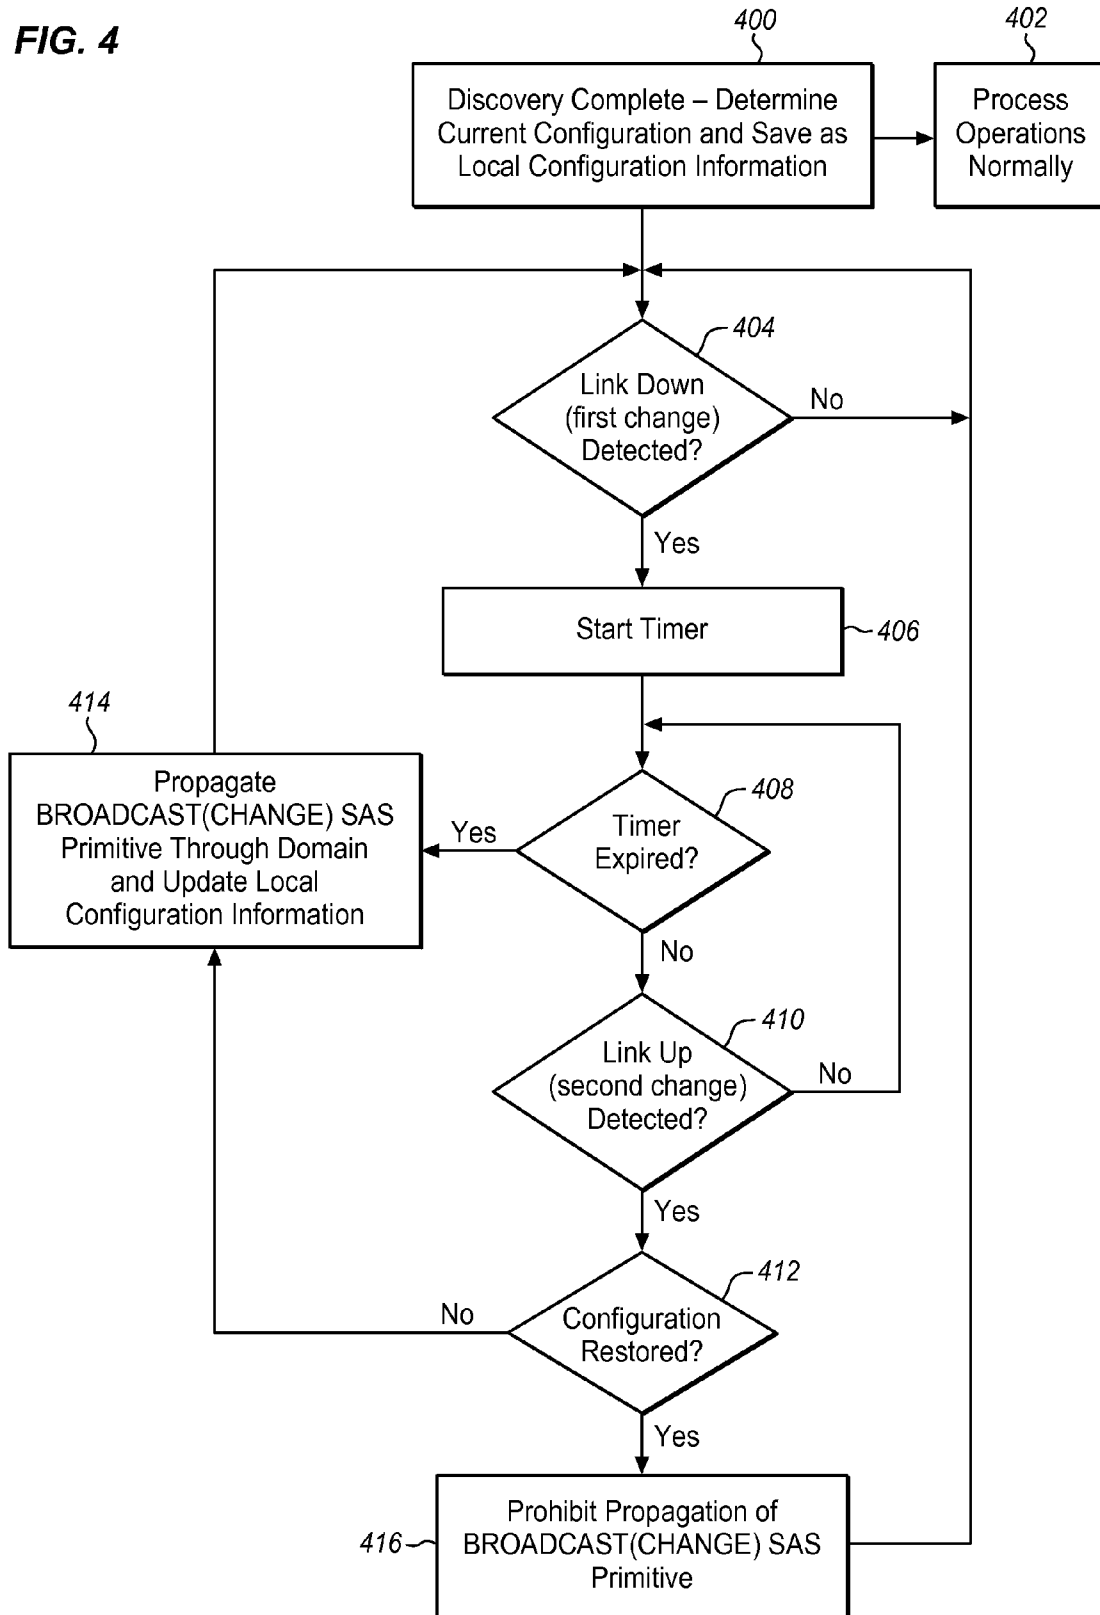 FIG. 4
400
402
Discovery Complete – Determine
Current Configuration and Save as
Local Configuration Information
Process
Operations
Normally
404
Link Down
(first change)
Detected?
No
Yes
Start Timer
406
414
Propagate
BROADCAST(CHANGE) SAS
Primitive Through Domain
and Update Local
Configuration Information
Yes
408
Timer
Expired?
No
410
Link Up
(second change)
Detected?
No
Yes
412
No
Configuration
Restored?
Yes
416
Prohibit Propagation of
BROADCAST(CHANGE) SAS
Primitive